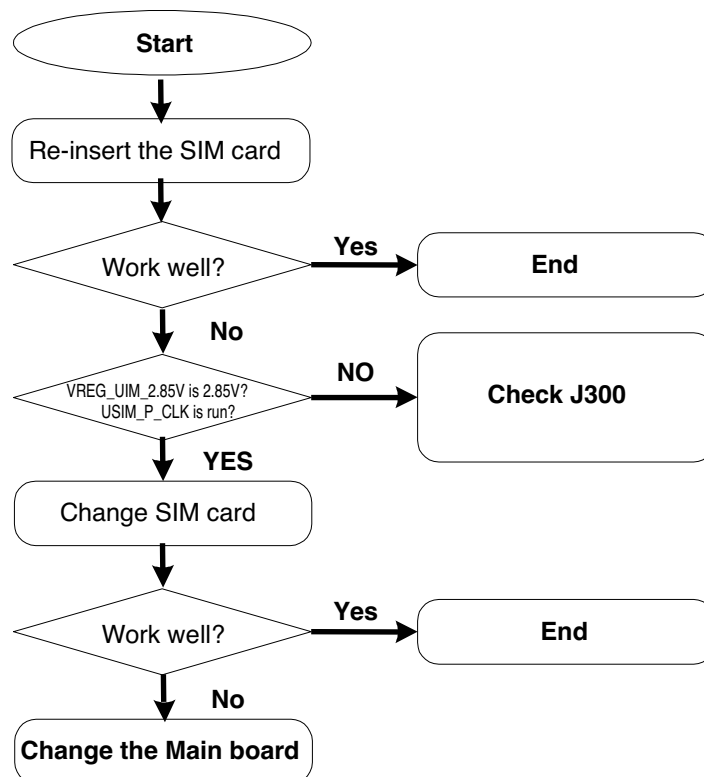 Start
Re-insert the SIM card
Work well?
Yes
End
No
VREG_UIM_2.85V is 2.85V?
USIM_P_CLK is run?
NO
Check J300
YES
Change SIM card
Work well?
Yes
End
No
Change the Main board